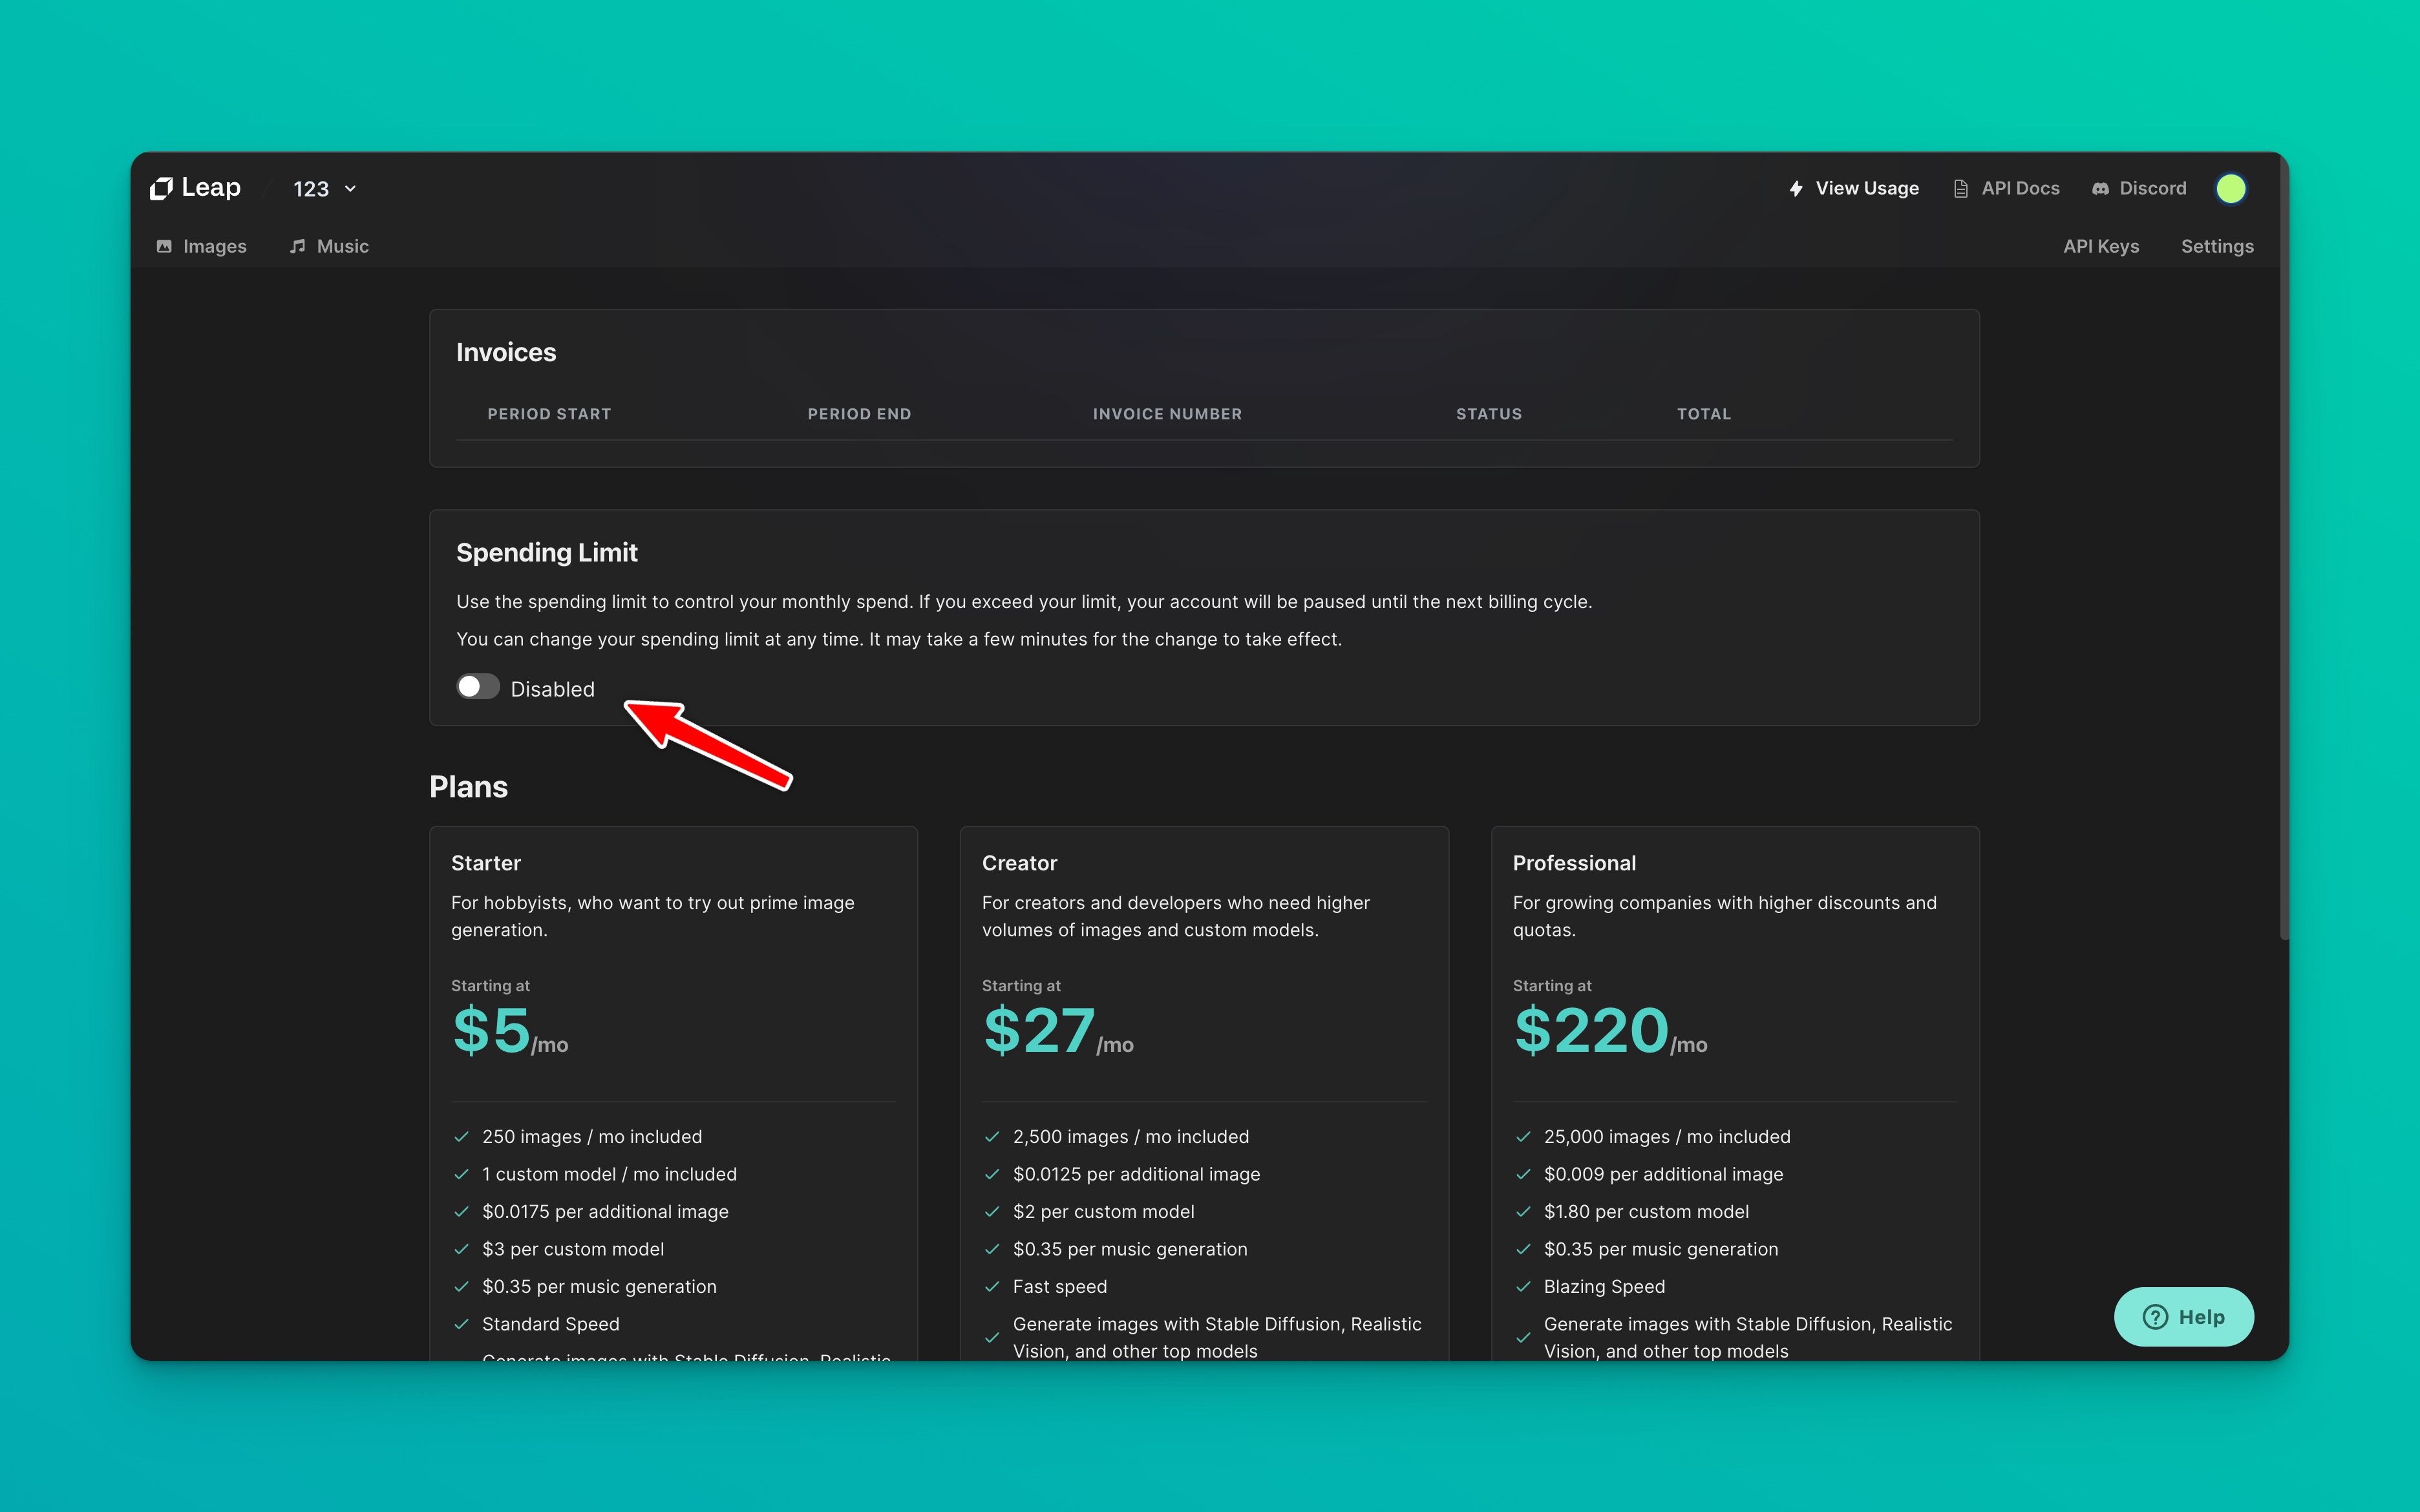 Leap / 123
View Usage
API Docs
Discord
Images
Music
API Keys
Settings
Invoices
PERIOD START
PERIOD END
INVOICE NUMBER
STATUS
TOTAL
Spending Limit
Use the spending limit to control your monthly spend. If you exceed your limit, your account will be paused until the next billing cycle.
You can change your spending limit at any time. It may take a few minutes for the change to take effect.
Disabled
Plans
Starter
For hobbyists, who want to try out prime image
generation.
Starting at
$5/mo
250 images / mo included
1 custom model / mo included
$0.0175 per additional image
$3 per custom model
$0.35 per music generation
Standard Speed
Generate images with Stable Diffusion, Realistic
Creator
For creators and developers who need higher
volumes of images and custom models.
Starting at
$27/mo
2,500 images / mo included
$0.0125 per additional image
$2 per custom model
$0.35 per music generation
Fast speed
Generate images with Stable Diffusion, Realistic
Vision, and other top models
Professional
For growing companies with higher discounts and
quotas.
Starting at
$220/mo
25,000 images / mo included
$0.009 per additional image
$1.80 per custom model
$0.35 per music generation
Blazing Speed
Generate images with Stable Diffusion, Realistic
Vision, and other top models
Help